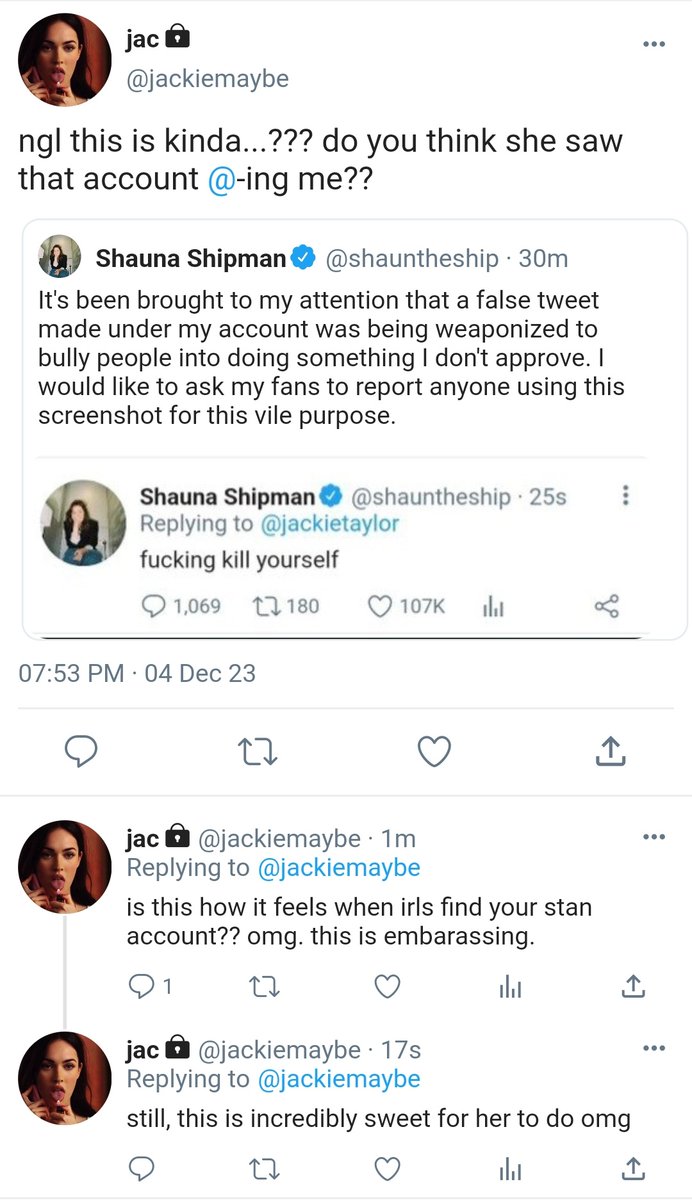 jac
@jackiemaybe
ngl this is kinda...??? do you think she saw
that account @-ing me??
Shauna Shipman @shauntheship · 30m
It's been brought to my attention that a false tweet
made under my account was being weaponized to
bully people into doing something I don't approve. I
would like to ask my fans to report anyone using this
screenshot for this vile purpose.
Shauna Shipman @shauntheship · 25s
Replying to @jackietaylor
fucking kill yourself
1,069 180 107K
07:53 PM · 04 Dec 23
jac @jackiemaybe · 1m
Replying to @jackiemaybe
is this how it feels when irls find your stan
account?? omg. this is embarassing.
1
jac @jackiemaybe · 17s
Replying to @jackiemaybe
still, this is incredibly sweet for her to do omg